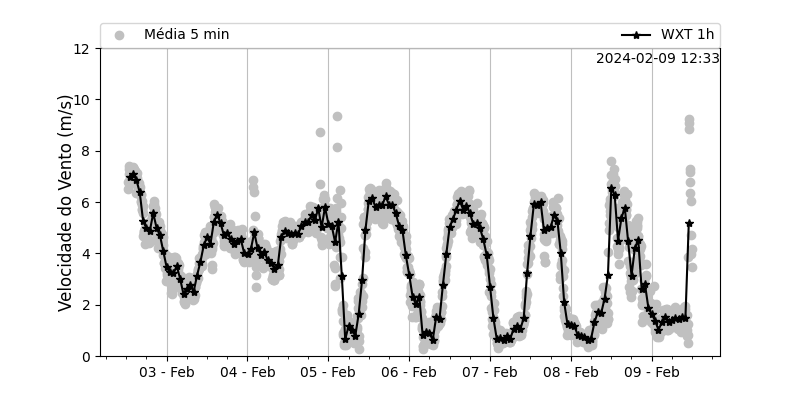 Média 5 min
WXT 1h
2024-02-09 12:33
Velocidade do Vento (m/s)
12
10
8
6
4
2
0
03 - Feb
04 - Feb
05 - Feb
06 - Feb
07 - Feb
08 - Feb
09 - Feb